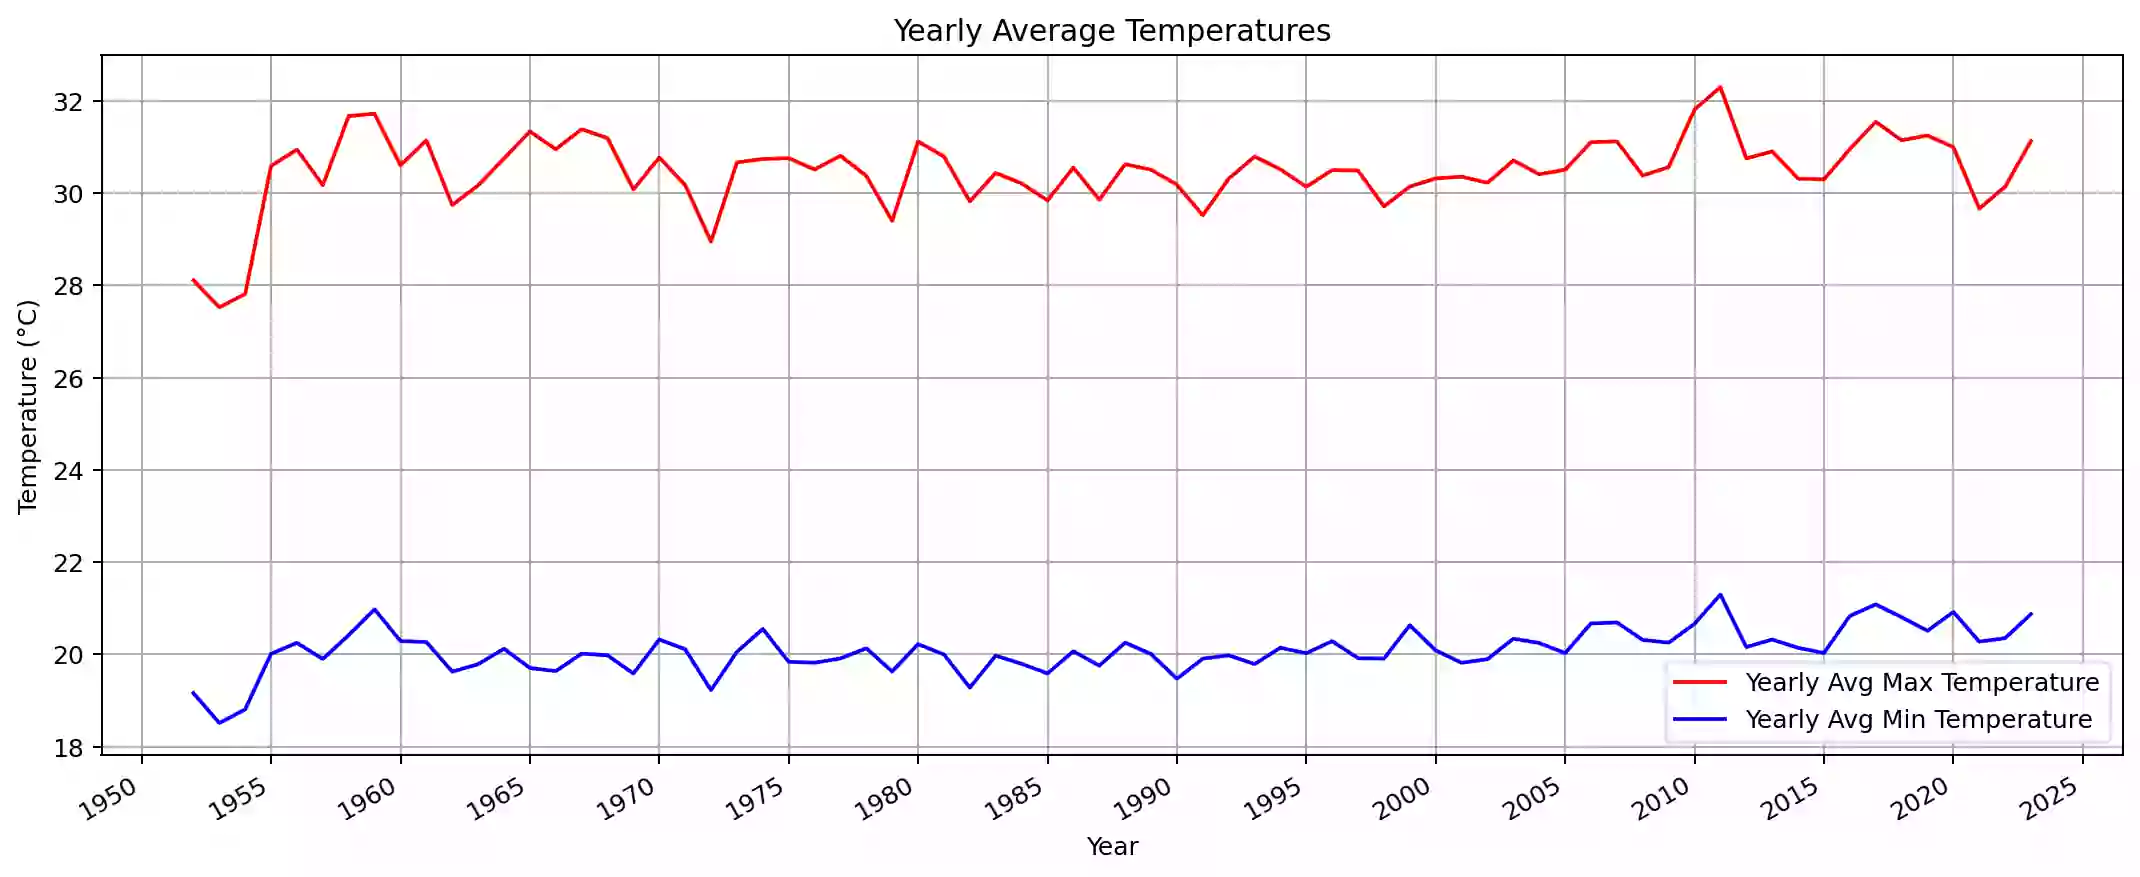 Yearly Average Temperatures
32
30
28
26
24
22
20
18
Temperature (°C)
Yearly Avg Max Temperature
Yearly Avg Min Temperature
1950 1955 1960 1965 1970 1975 1980 1985 1990 1995 2000 2005 2010 2015 2020 2025
Year